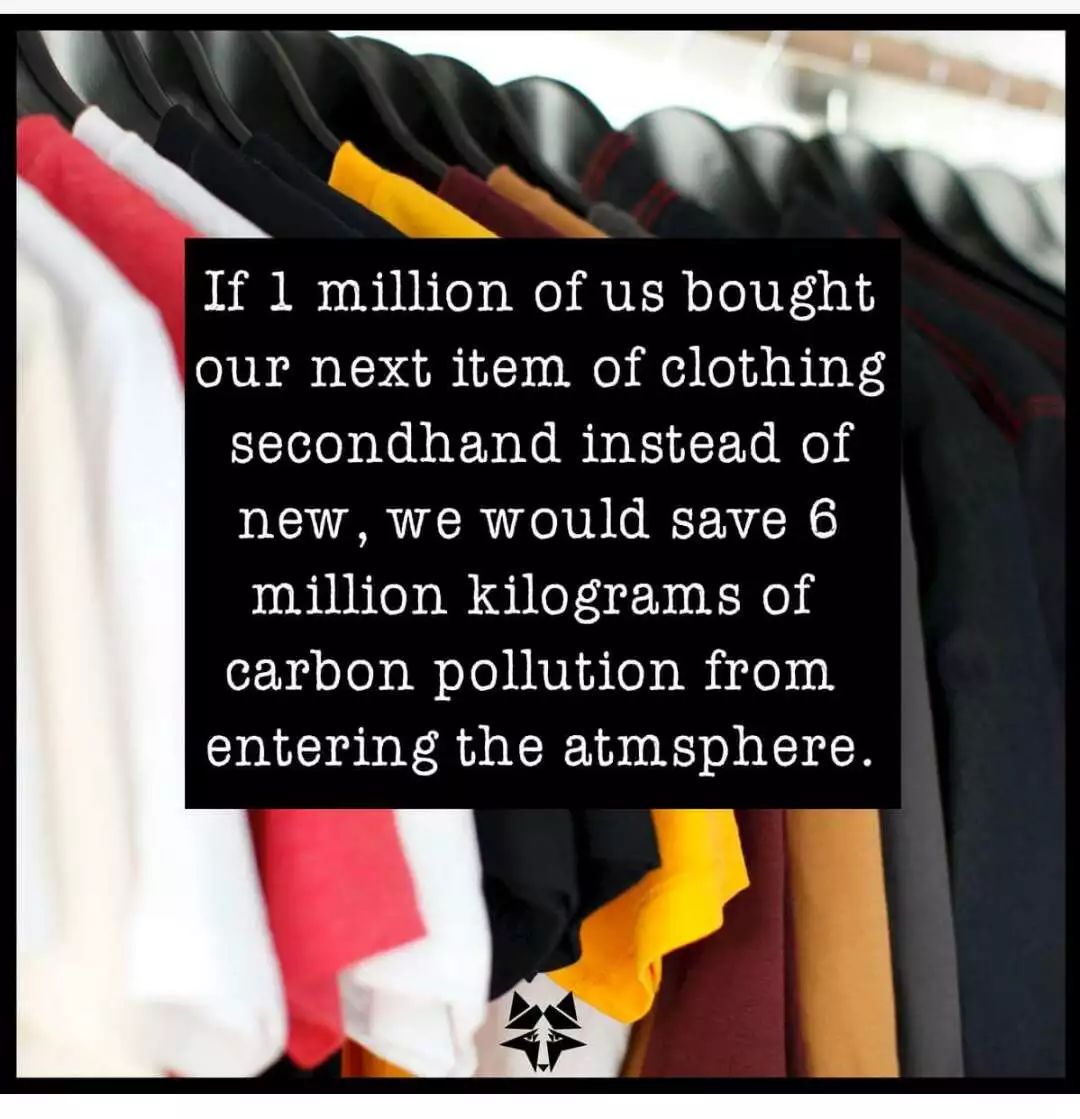 If 1 million of us bought
our next item of clothing
secondhand instead of
new, we would save 6
million kilograms of
carbon pollution from
entering the atmsphere.